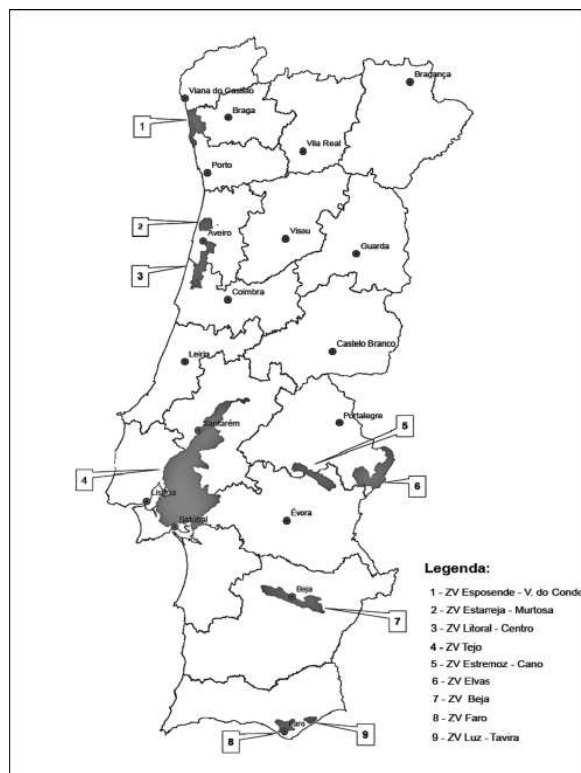 Viana do Castelo
Bragança
1
Braga
Vila Real
Porto
2
Aveiro
Viseu
Guarda
3
Coimbra
Castelo Branco
Leiria
Portalegre
5
Santarém
4
6
Lisboa
Setúbal
Évora
Legenda:
1 - ZV Esposende - V. do Conde
2 - ZV Estarreja - Murtosa
3 - ZV Litoral - Centro
4 - ZV Tejo
5 - ZV Estremoz - Cano
6 - ZV Elvas
7 - ZV Beja
8 - ZV Faro
9 - ZV Luz - Tavira
Beja
7
Faro
8
9